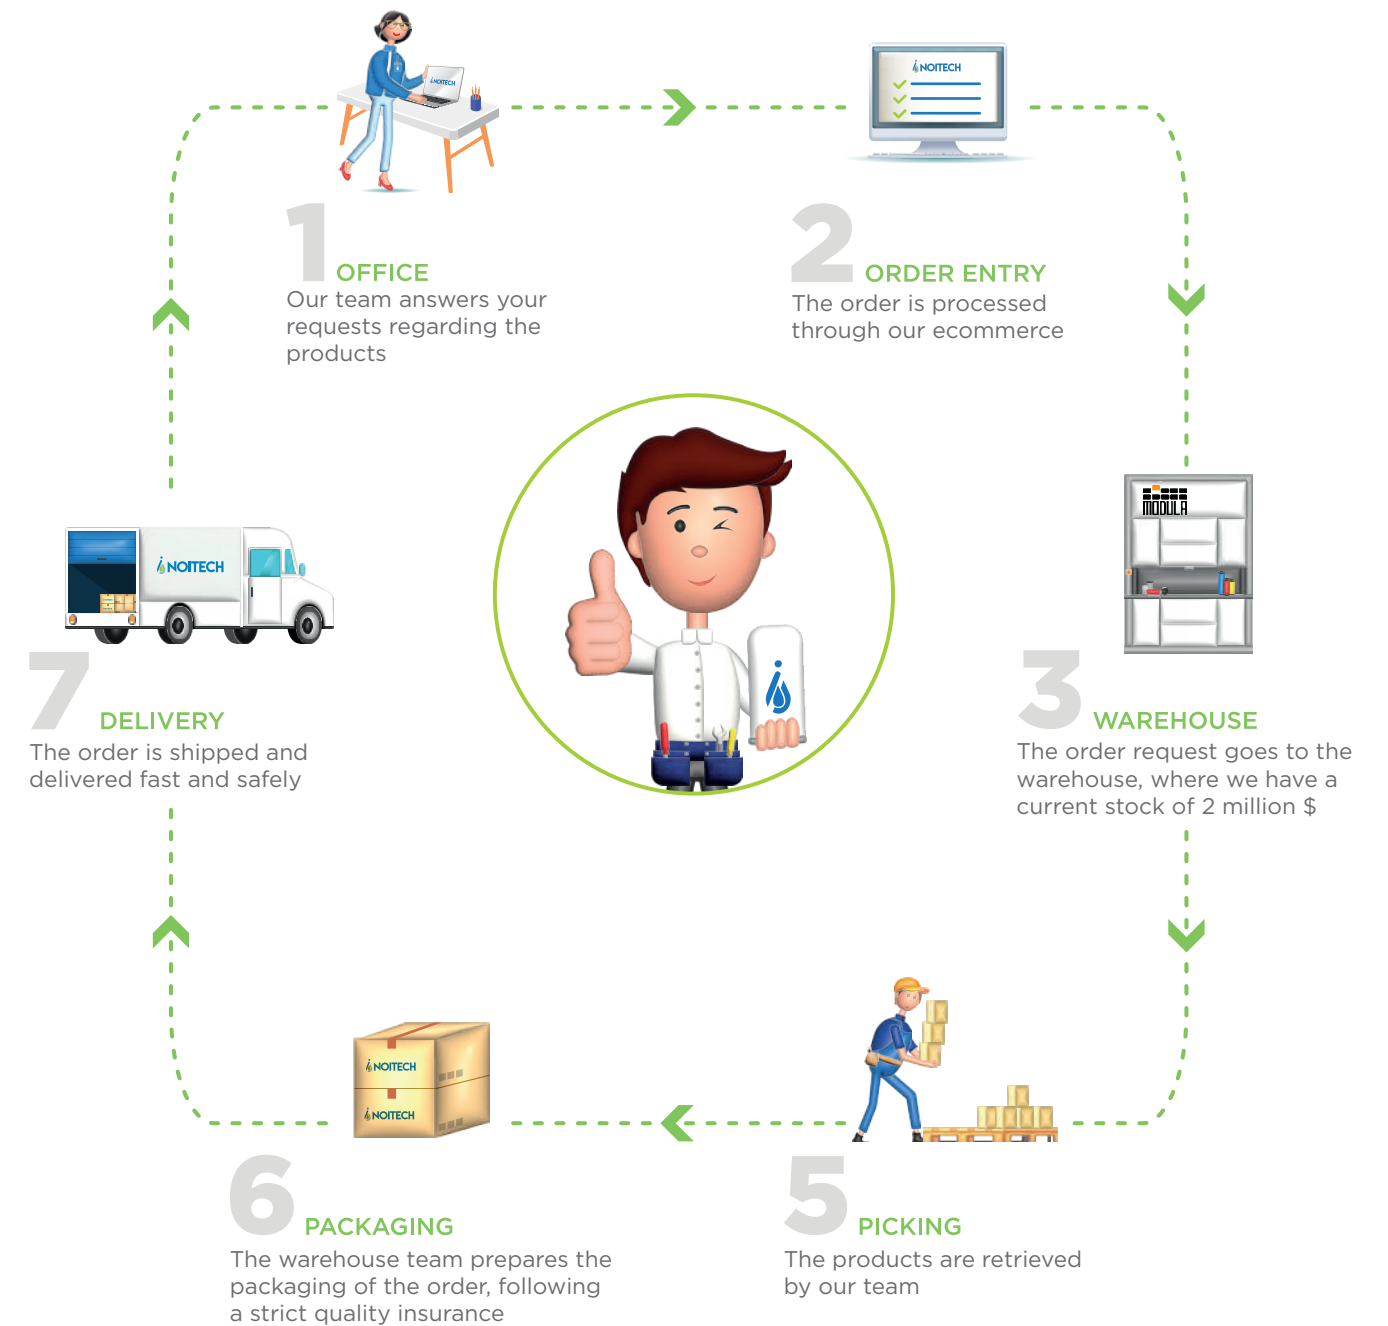 NOITECH
NOITECH
1
OFFICE
Our team answers your
requests regarding the
products
2
ORDER ENTRY
The order is processed
through our ecommerce
MODULA
3
WAREHOUSE
The order request goes to the
warehouse, where we have a
current stock of 2 million $
NOITECH
7
DELIVERY
The order is shipped and
delivered fast and safely
NOITECH
NOITECH
6
PACKAGING
The warehouse team prepares the
packaging of the order, following
a strict quality insurance
5
PICKING
The products are retrieved
by our team